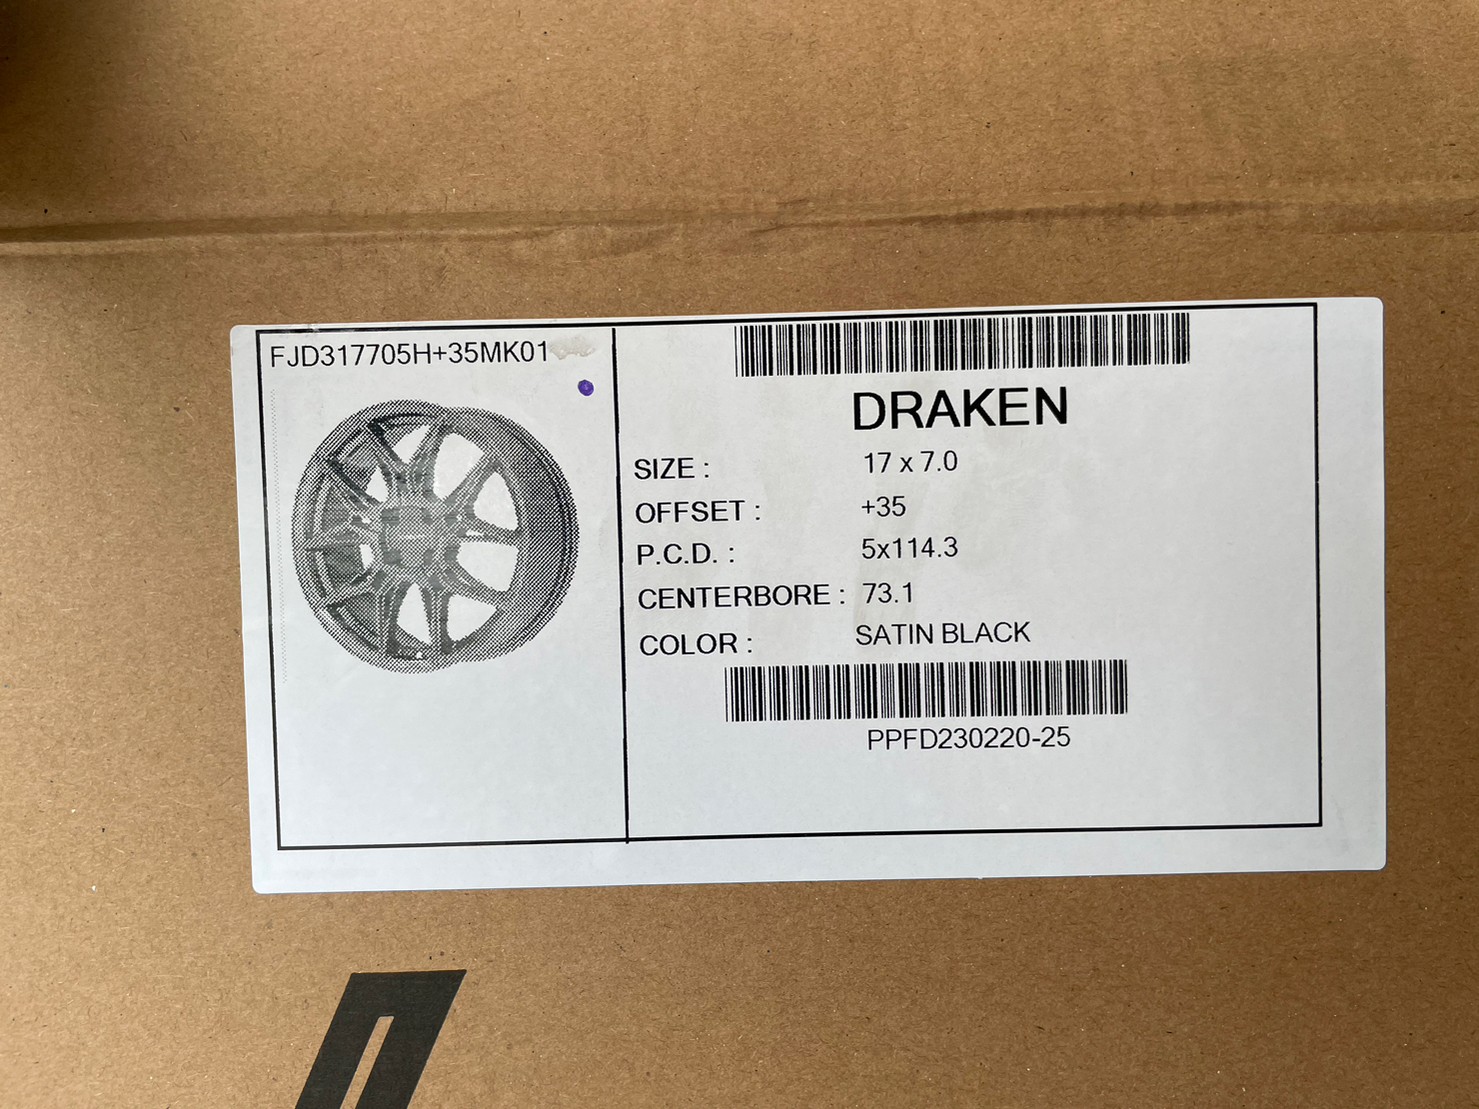 FJD317705H+35MK01
DRAKEN
SIZE : 17 x 7.0
OFFSET : +35
P.C.D. : 5x114.3
CENTERBORE : 73.1
COLOR : SATIN BLACK
PPFD230220-25